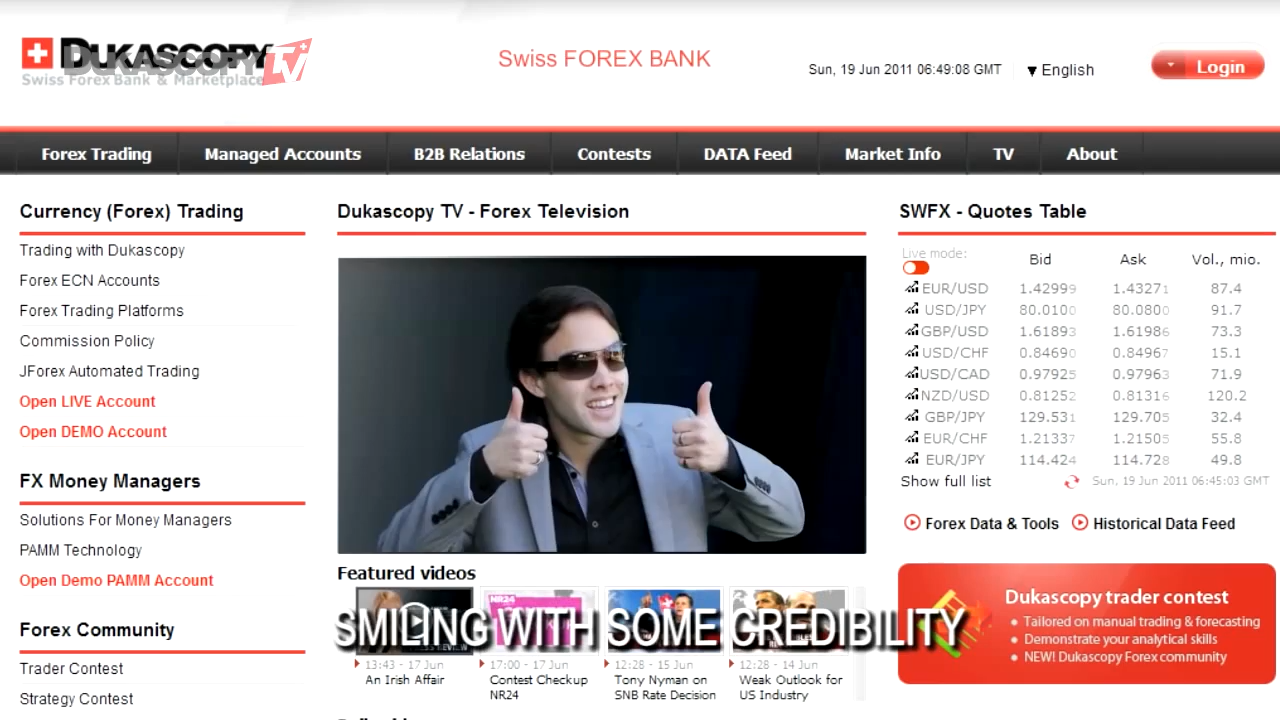 DUKASCOPY
DUKASCOPY TV
Swiss Forex Bank & Marketplace
Swiss FOREX BANK
Sun, 19 Jun 2011 06:49:08 GMT
English
Login
Forex Trading
Managed Accounts
B2B Relations
Contests
DATA Feed
Market Info
TV
About
Currency (Forex) Trading
Trading with Dukascopy
Forex ECN Accounts
Forex Trading Platforms
Commission Policy
JForex Automated Trading
Open LIVE Account
Open DEMO Account
FX Money Managers
Solutions For Money Managers
PAMM Technology
Open Demo PAMM Account
Forex Community
Trader Contest
Strategy Contest
Dukascopy TV - Forex Television
Featured videos
NR24
SMILING WITH SOME CREDIBILITY
13:43 - 17 Jun
An Irish Affair
17:00 - 17 Jun
Contest Checkup
NR24
12:28 - 15 Jun
Tony Nyman on
SNB Rate Decision
12:28 - 14 Jun
Weak Outlook for
US Industry
SWFX - Quotes Table
Live mode:
Bid Ask Vol., mio.
EUR/USD 1.42999 1.43271 87.4
USD/JPY 80.0100 80.0800 91.7
GBP/USD 1.61893 1.61986 73.3
USD/CHF 0.84690 0.84967 15.1
USD/CAD 0.97925 0.97963 71.9
NZD/USD 0.81252 0.81316 120.2
GBP/JPY 129.531 129.705 32.4
EUR/CHF 1.21337 1.21505 55.8
EUR/JPY 114.424 114.728 49.8
Show full list
Sun, 19 Jun 2011 06:45:03 GMT
Forex Data & Tools
Historical Data Feed
Dukascopy trader contest
Tailored on manual trading & forecasting
Demonstrate your analytical skills
NEW! Dukascopy Forex community